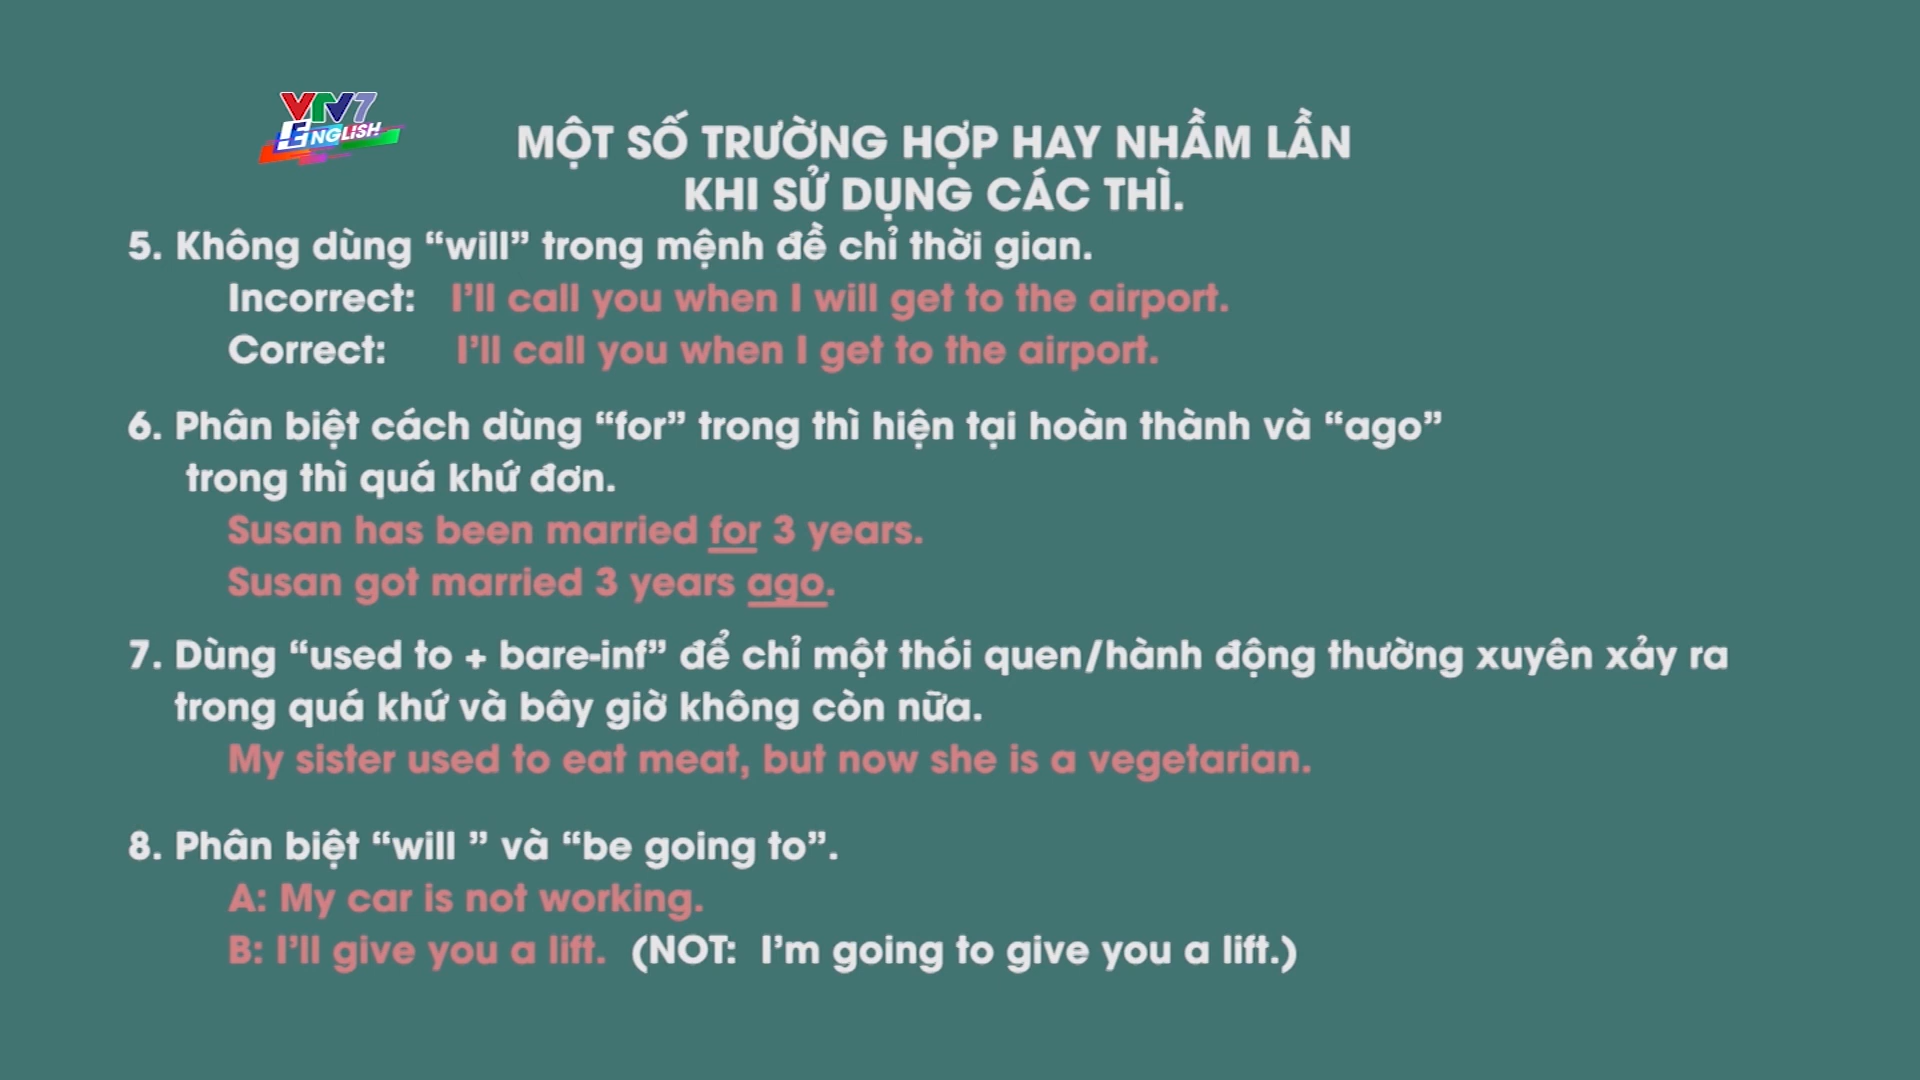 VTV7
ENGLISH
MỘT SỐ TRƯỜNG HỢP HAY NHẦM LẦN
KHI SỬ DỤNG CÁC THÌ.
5. Không dùng “will” trong mệnh đề chỉ thời gian.
Incorrect: I’ll call you when I will get to the airport.
Correct: I’ll call you when I get to the airport.
6. Phân biệt cách dùng “for” trong thì hiện tại hoàn thành và “ago”
trong thì quá khứ đơn.
Susan has been married for 3 years.
Susan got married 3 years ago.
7. Dùng “used to + bare-inf” để chỉ một thói quen/hành động thường xuyên xảy ra
trong quá khứ và bây giờ không còn nữa.
My sister used to eat meat, but now she is a vegetarian.
8. Phân biệt “will ” và “be going to”.
A: My car is not working.
B: I’ll give you a lift. (NOT: I’m going to give you a lift.)